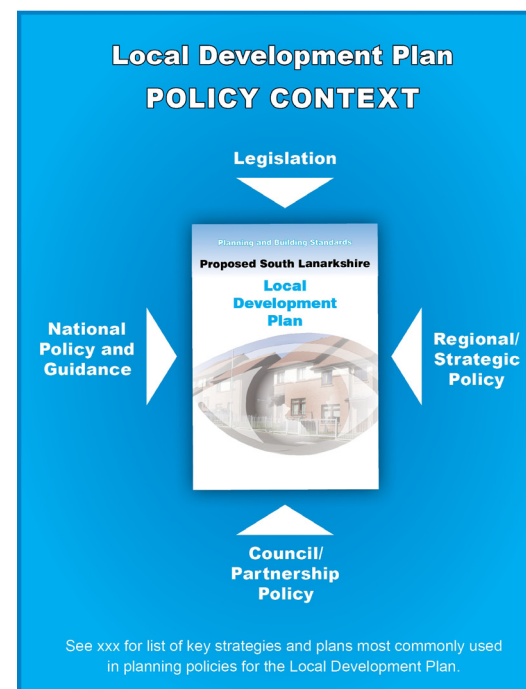 Local Development Plan
POLICY CONTEXT
Legislation
Planning and Building Standards
Proposed South Lanarkshire
Local
Development
Plan
National
Policy and
Guidance
Regional/
Strategic
Policy
Council/
Partnership
Policy
See xxx for list of key strategies and plans most commonly used
in planning policies for the Local Development Plan.